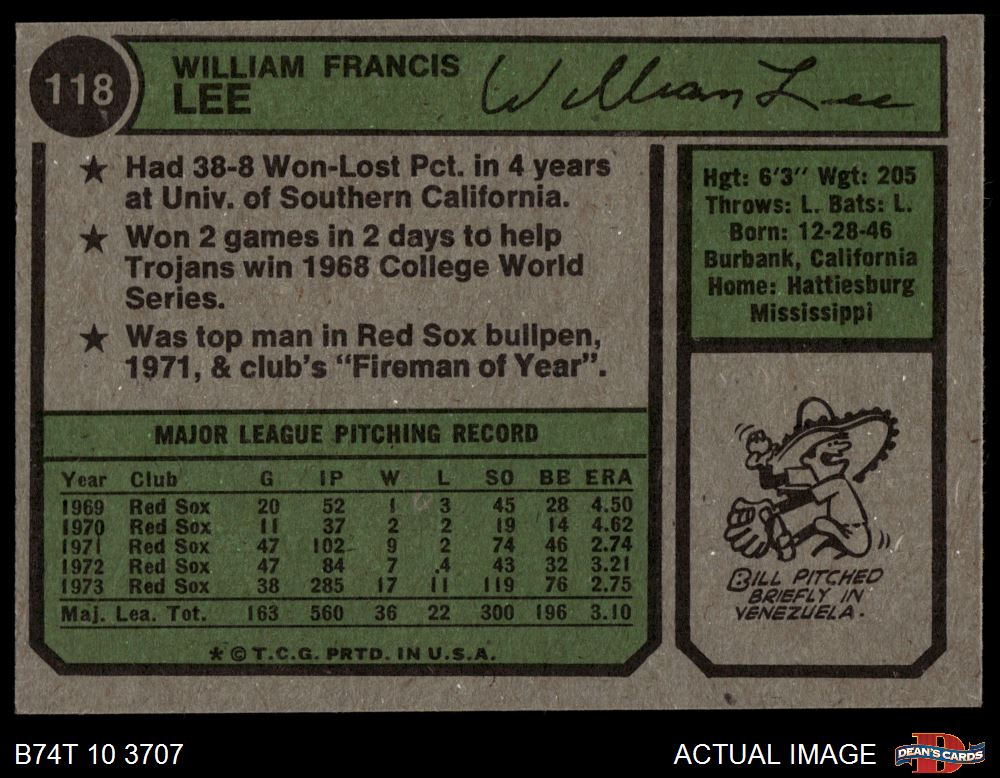 118
WILLIAM FRANCIS
LEE
William Lee
★ Had 38-8 Won-Lost Pct. in 4 years
at Univ. of Southern California.
★ Won 2 games in 2 days to help
Trojans win 1968 College World
Series.
★ Was top man in Red Sox bullpen,
1971, & club's "Fireman of Year".
Hgt: 6'3" Wgt: 205
Throws: L. Bats: L.
Born: 12-28-46
Burbank, California
Home: Hattiesburg
Mississippi
MAJOR LEAGUE PITCHING RECORD
Year Club G IP W L SO BB ERA
1969 Red Sox 20 52 1 3 45 28 4.50
1970 Red Sox 11 37 2 2 19 14 4.62
1971 Red Sox 47 102 9 2 74 46 2.74
1972 Red Sox 47 84 7 4 43 32 3.21
1973 Red Sox 38 285 17 11 119 76 2.75
Maj. Lea. Tot. 163 560 36 22 300 196 3.10
* © T.C.G. PRTD. IN U.S.A.
BILL PITCHED
BRIEFLY IN
VENEZUELA.
B74T 10 3707
ACTUAL IMAGE
DEAN'S CARDS